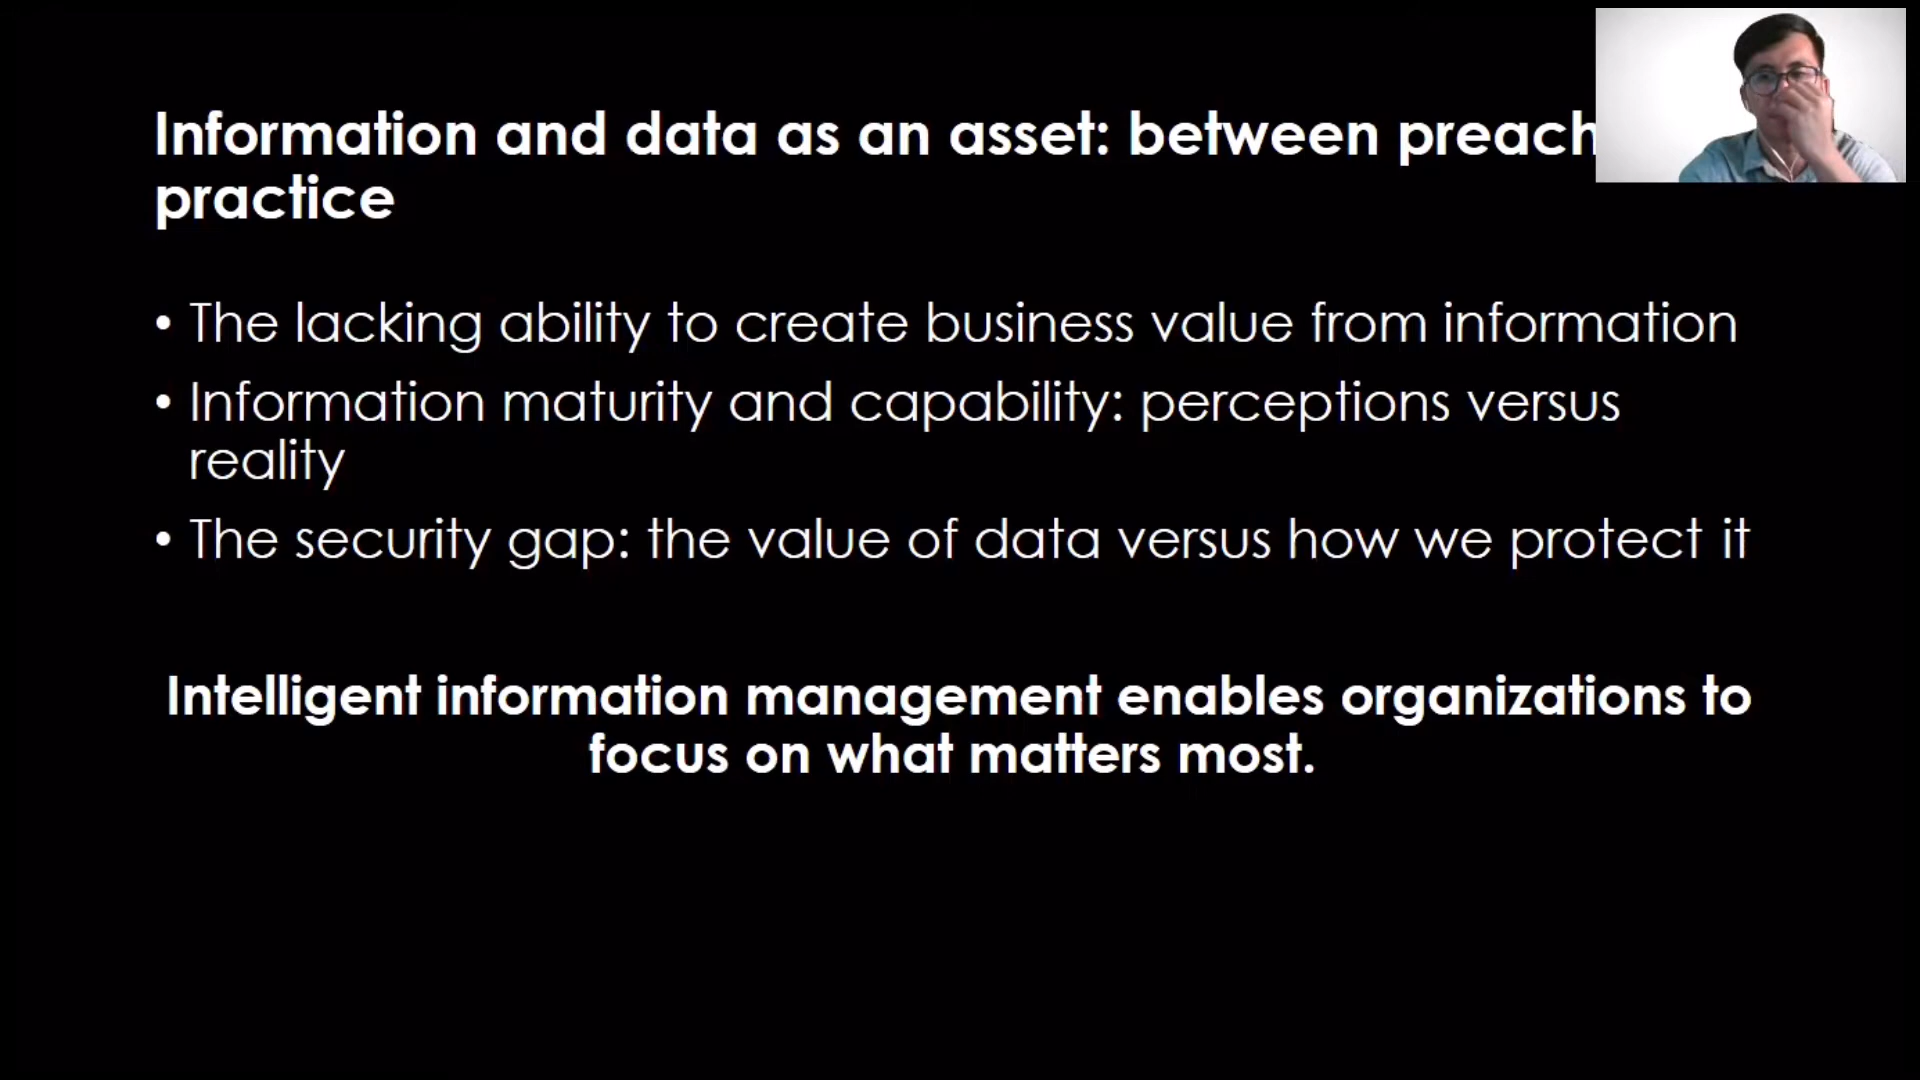 Information and data as an asset: between preach
practice
• The lacking ability to create business value from information
• Information maturity and capability: perceptions versus
reality
• The security gap: the value of data versus how we protect it
Intelligent information management enables organizations to
focus on what matters most.